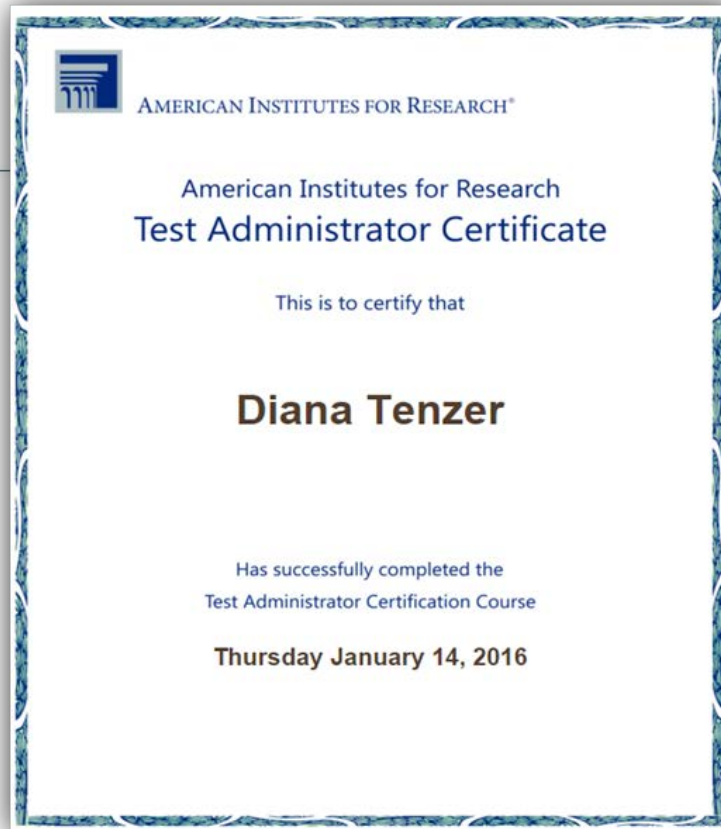 AMERICAN INSTITUTES FOR RESEARCH®
American Institutes for Research
Test Administrator Certificate
This is to certify that
Diana Tenzer
Has successfully completed the
Test Administrator Certification Course
Thursday January 14, 2016